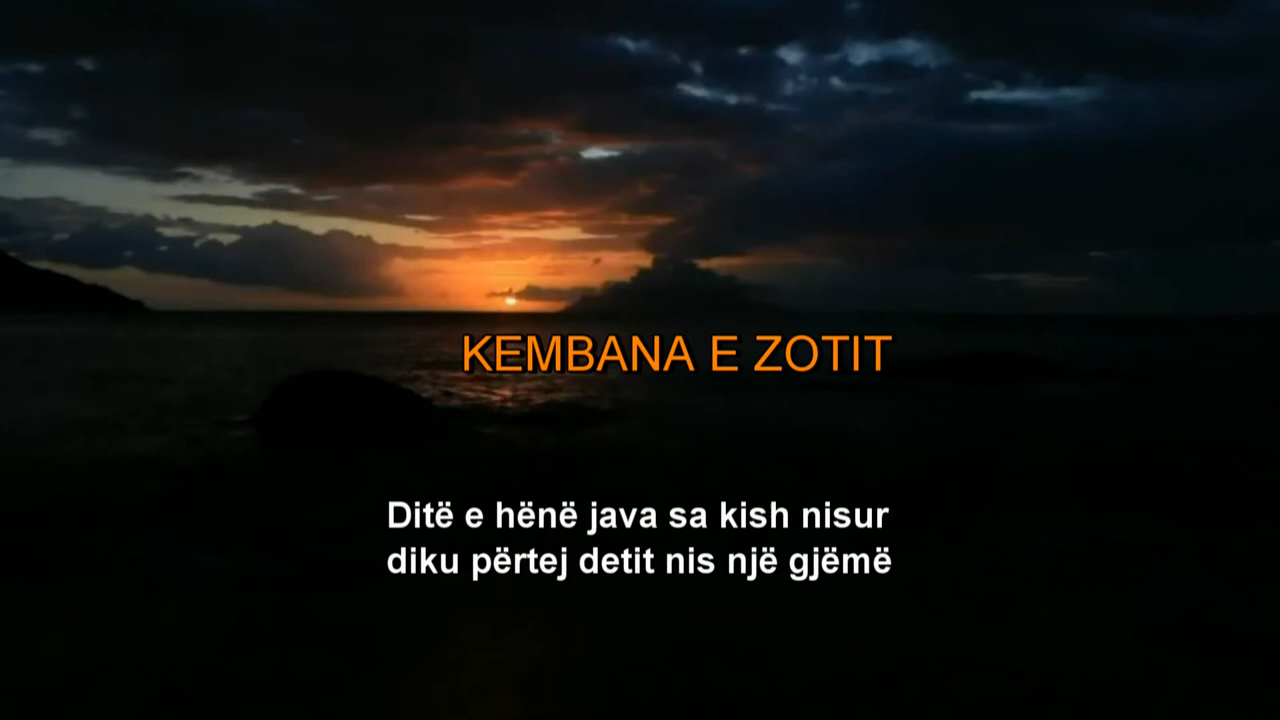 KEMBANA E ZOTIT
Ditë e hënë java sa kish nisur
diku përtej detit nis një gjëmë